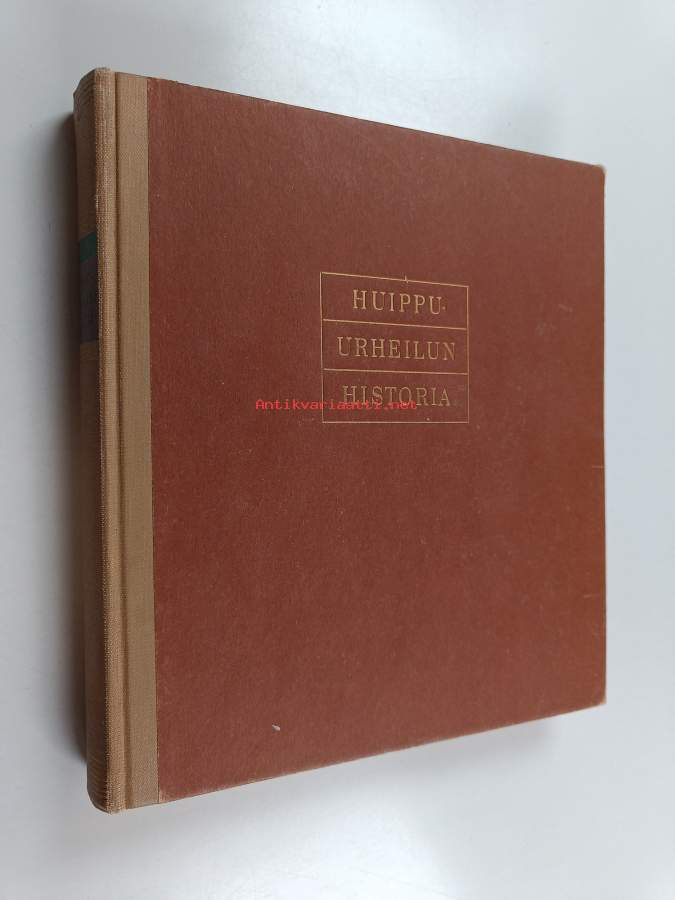 HUIPPU-
URHEILUN
HISTORIA
Antikvariaatti.net